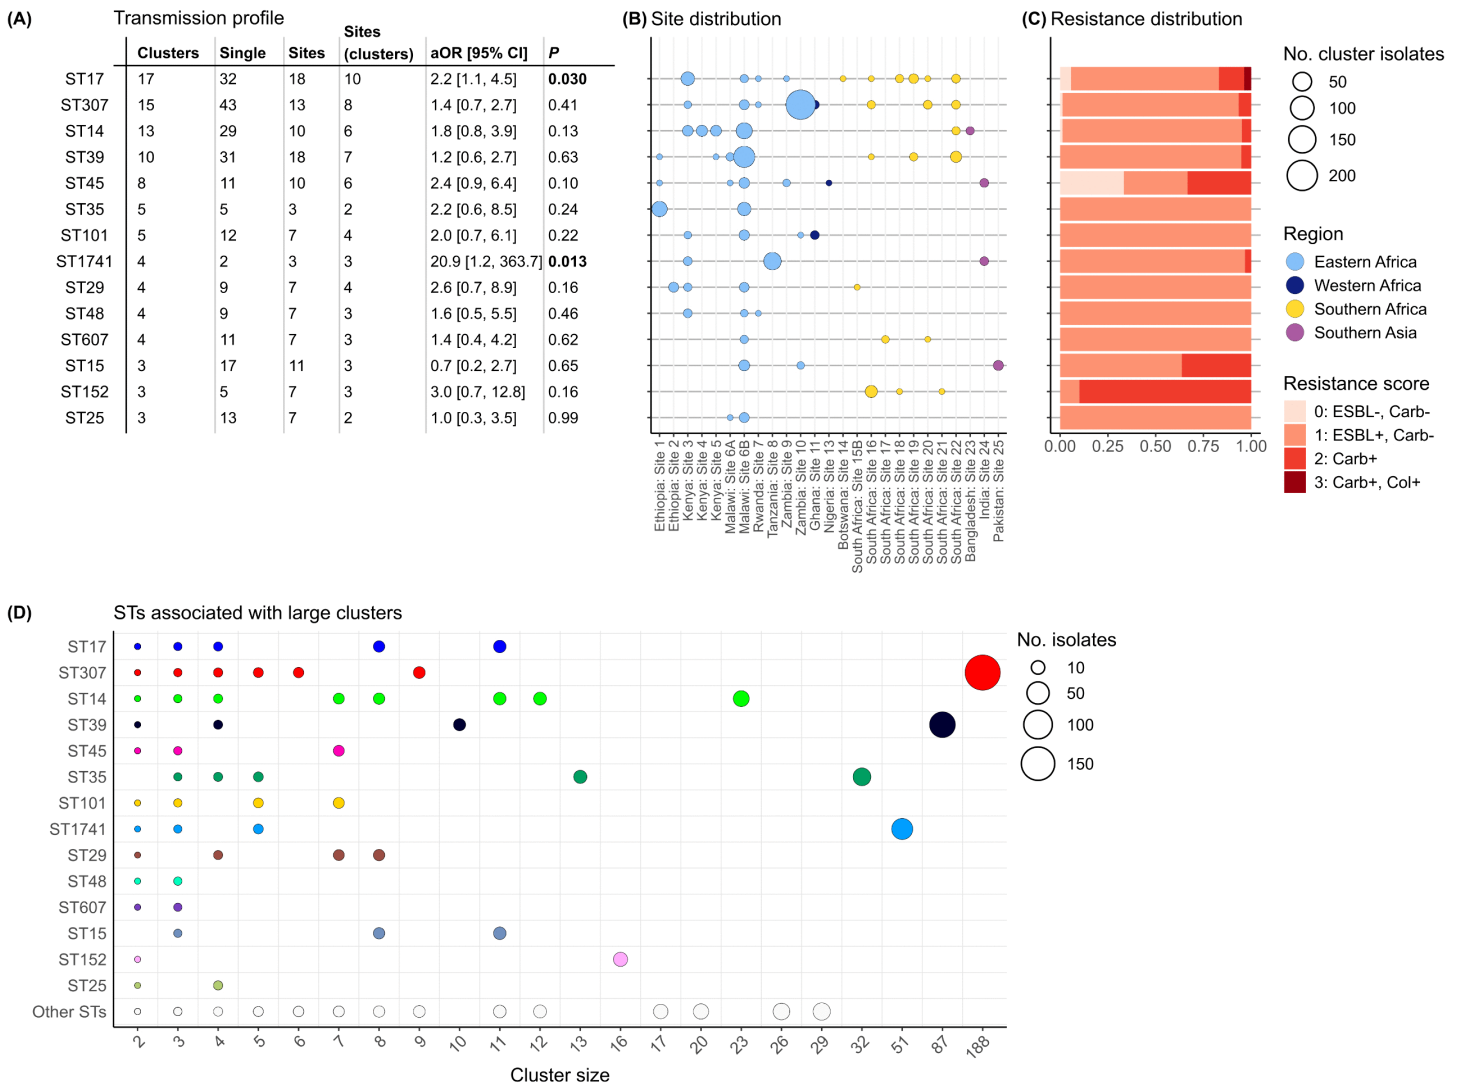 (A) Transmission profile
Clusters Single Sites Sites (clusters) aOR [95% CI] P
ST17 17 32 18 10 2.2 [1.1, 4.5] 0.030
ST307 15 43 13 8 1.4 [0.7, 2.7] 0.41
ST14 13 29 10 6 1.8 [0.8, 3.9] 0.13
ST39 10 31 18 7 1.2 [0.6, 2.7] 0.63
ST45 8 11 10 6 2.4 [0.9, 6.4] 0.10
ST35 5 5 3 2 2.2 [0.6, 8.5] 0.24
ST101 5 12 7 4 2.0 [0.7, 6.1] 0.22
ST1741 4 2 3 3 20.9 [1.2, 363.7] 0.013
ST29 4 9 7 4 2.6 [0.7, 8.9] 0.16
ST48 4 9 7 3 1.6 [0.5, 5.5] 0.46
ST607 4 11 7 3 1.4 [0.4, 4.2] 0.62
ST15 3 17 11 3 0.7 [0.2, 2.7] 0.65
ST152 3 5 7 3 3.0 [0.7, 12.8] 0.16
ST25 3 13 7 2 1.0 [0.3, 3.5] 0.99
(B) Site distribution
Ethiopia: Site 1
Ethiopia: Site 2
Kenya: Site 3
Kenya: Site 4
Kenya: Site 5
Malawi: Site 6A
Malawi: Site 6B
Rwanda: Site 7
Tanzania: Site 8
Zambia: Site 9
Zambia: Site 10
Ghana: Site 11
Nigeria: Site 13
Botswana: Site 14
South Africa: Site 15B
South Africa: Site 16
South Africa: Site 17
South Africa: Site 18
South Africa: Site 19
South Africa: Site 20
South Africa: Site 21
South Africa: Site 22
Bangladesh: Site 23
India: Site 24
Pakistan: Site 25
(C) Resistance distribution
0.00 0.25 0.50 0.75 1.00
No. cluster isolates
50
100
150
200
Region
Eastern Africa
Western Africa
Southern Africa
Southern Asia
Resistance score
0: ESBL-, Carb-
1: ESBL+, Carb-
2: Carb+
3: Carb+, Col+
(D) STs associated with large clusters
ST17
ST307
ST14
ST39
ST45
ST35
ST101
ST1741
ST29
ST48
ST607
ST15
ST152
ST25
Other STs
2 3 4 5 6 7 8 9 10 11 12 13 16 17 20 23 26 29 32 51 87 188
Cluster size
No. isolates
10
50
100
150